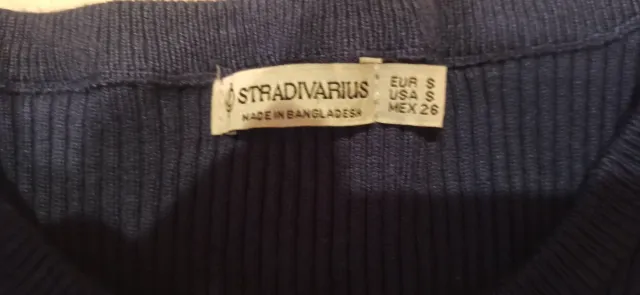 STRADIVARIUS
MADE IN BANGLADESH
EUR S
USA S
MEX 26